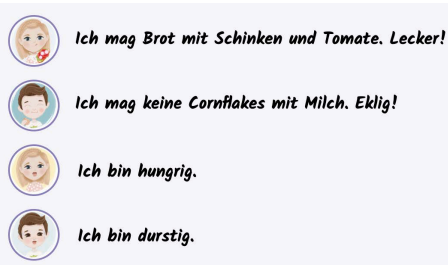 Ich mag Brot mit Schinken und Tomate. Lecker!
Ich mag keine Cornflakes mit Milch. Eklig!
Ich bin hungrig.
Ich bin durstig.